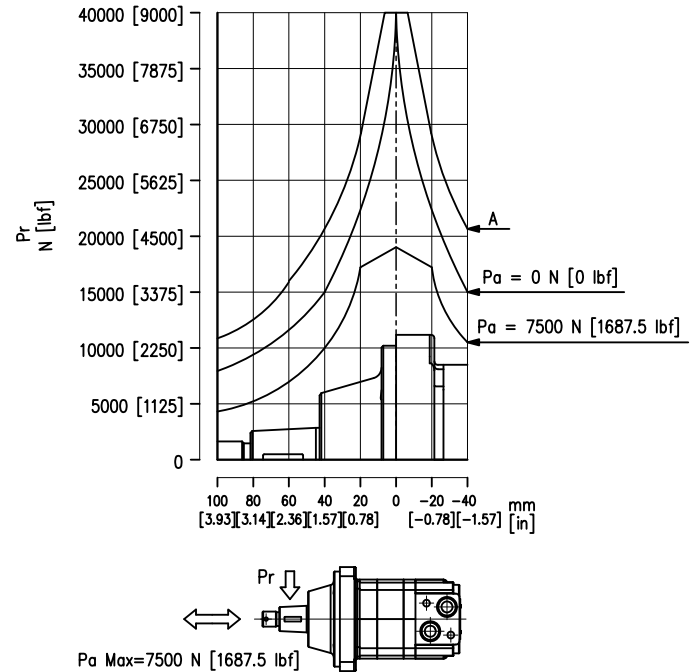 40000 [9000]
35000 [7875]
30000 [6750]
25000 [5625]
20000 [4500]
15000 [3375]
10000 [2250]
5000 [1125]
0
Pr
N [lbf]
A
Pa = 0 N [0 lbf]
Pa = 7500 N [1687.5 lbf]
100 80 60 40 20 0 -20 -40 mm
[3.93] [3.14] [2.36] [1.57] [0.78] [-0.78] [-1.57] [in]
Pr
Pa Max=7500 N [1687.5 lbf]